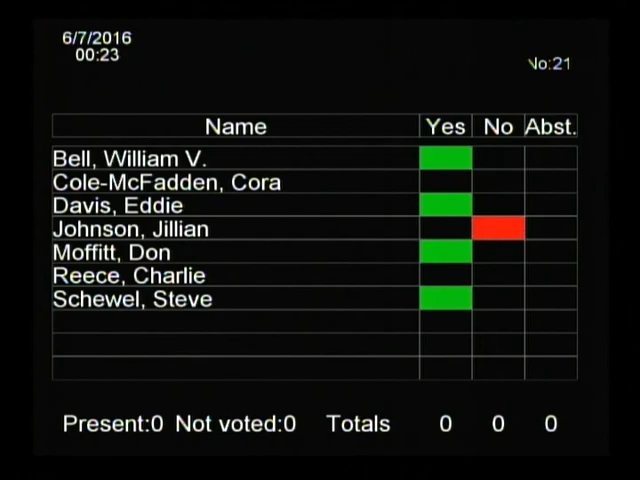 6/7/2016
00:23
No:21
Name Yes No Abst.
Bell, William V.
Cole-McFadden, Cora
Davis, Eddie
Johnson, Jillian
Moffitt, Don
Reece, Charlie
Schewel, Steve
Present:0 Not voted:0 Totals 0 0 0